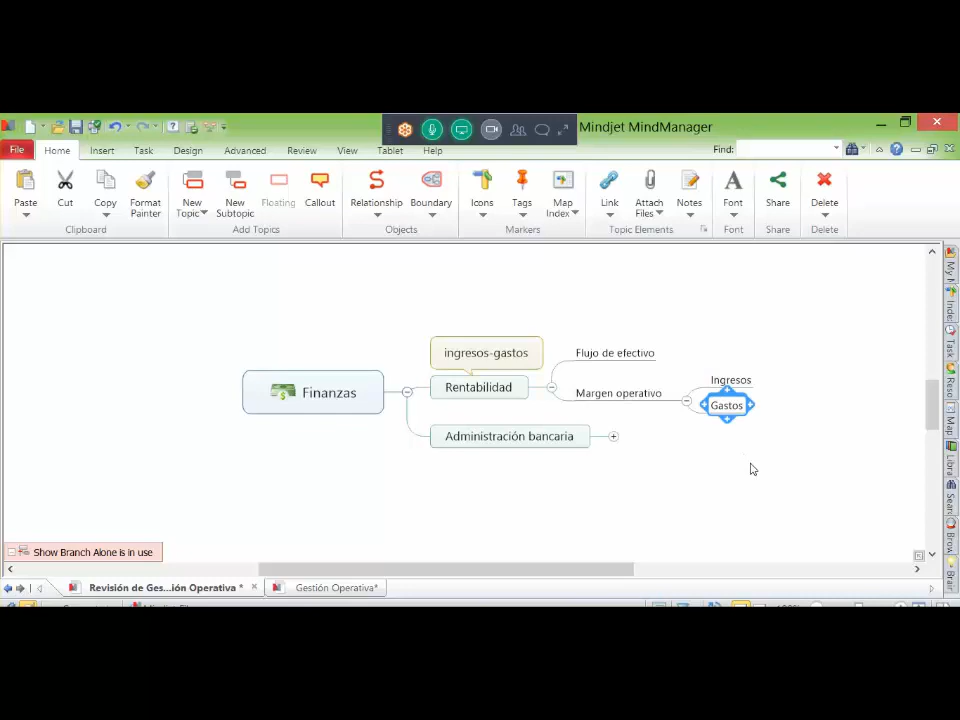 Mindjet MindManager
File Home Insert Task Design Advanced Review View Tablet Help Find:
Paste Cut Copy Format Painter New Topic New Subtopic Floating Callout Relationship Boundary Icons Tags Map Index Link Attach Files Notes Font Share Delete
Clipboard Add Topics Objects Markers Topic Elements Font Share Delete
ingresos-gastos
Flujo de efectivo
Ingresos
Finanzas
Rentabilidad
Margen operativo
Gastos
Administración bancaria
Show Branch Alone is in use
Revisión de Ges...ión Operativa *
Gestión Operativa*